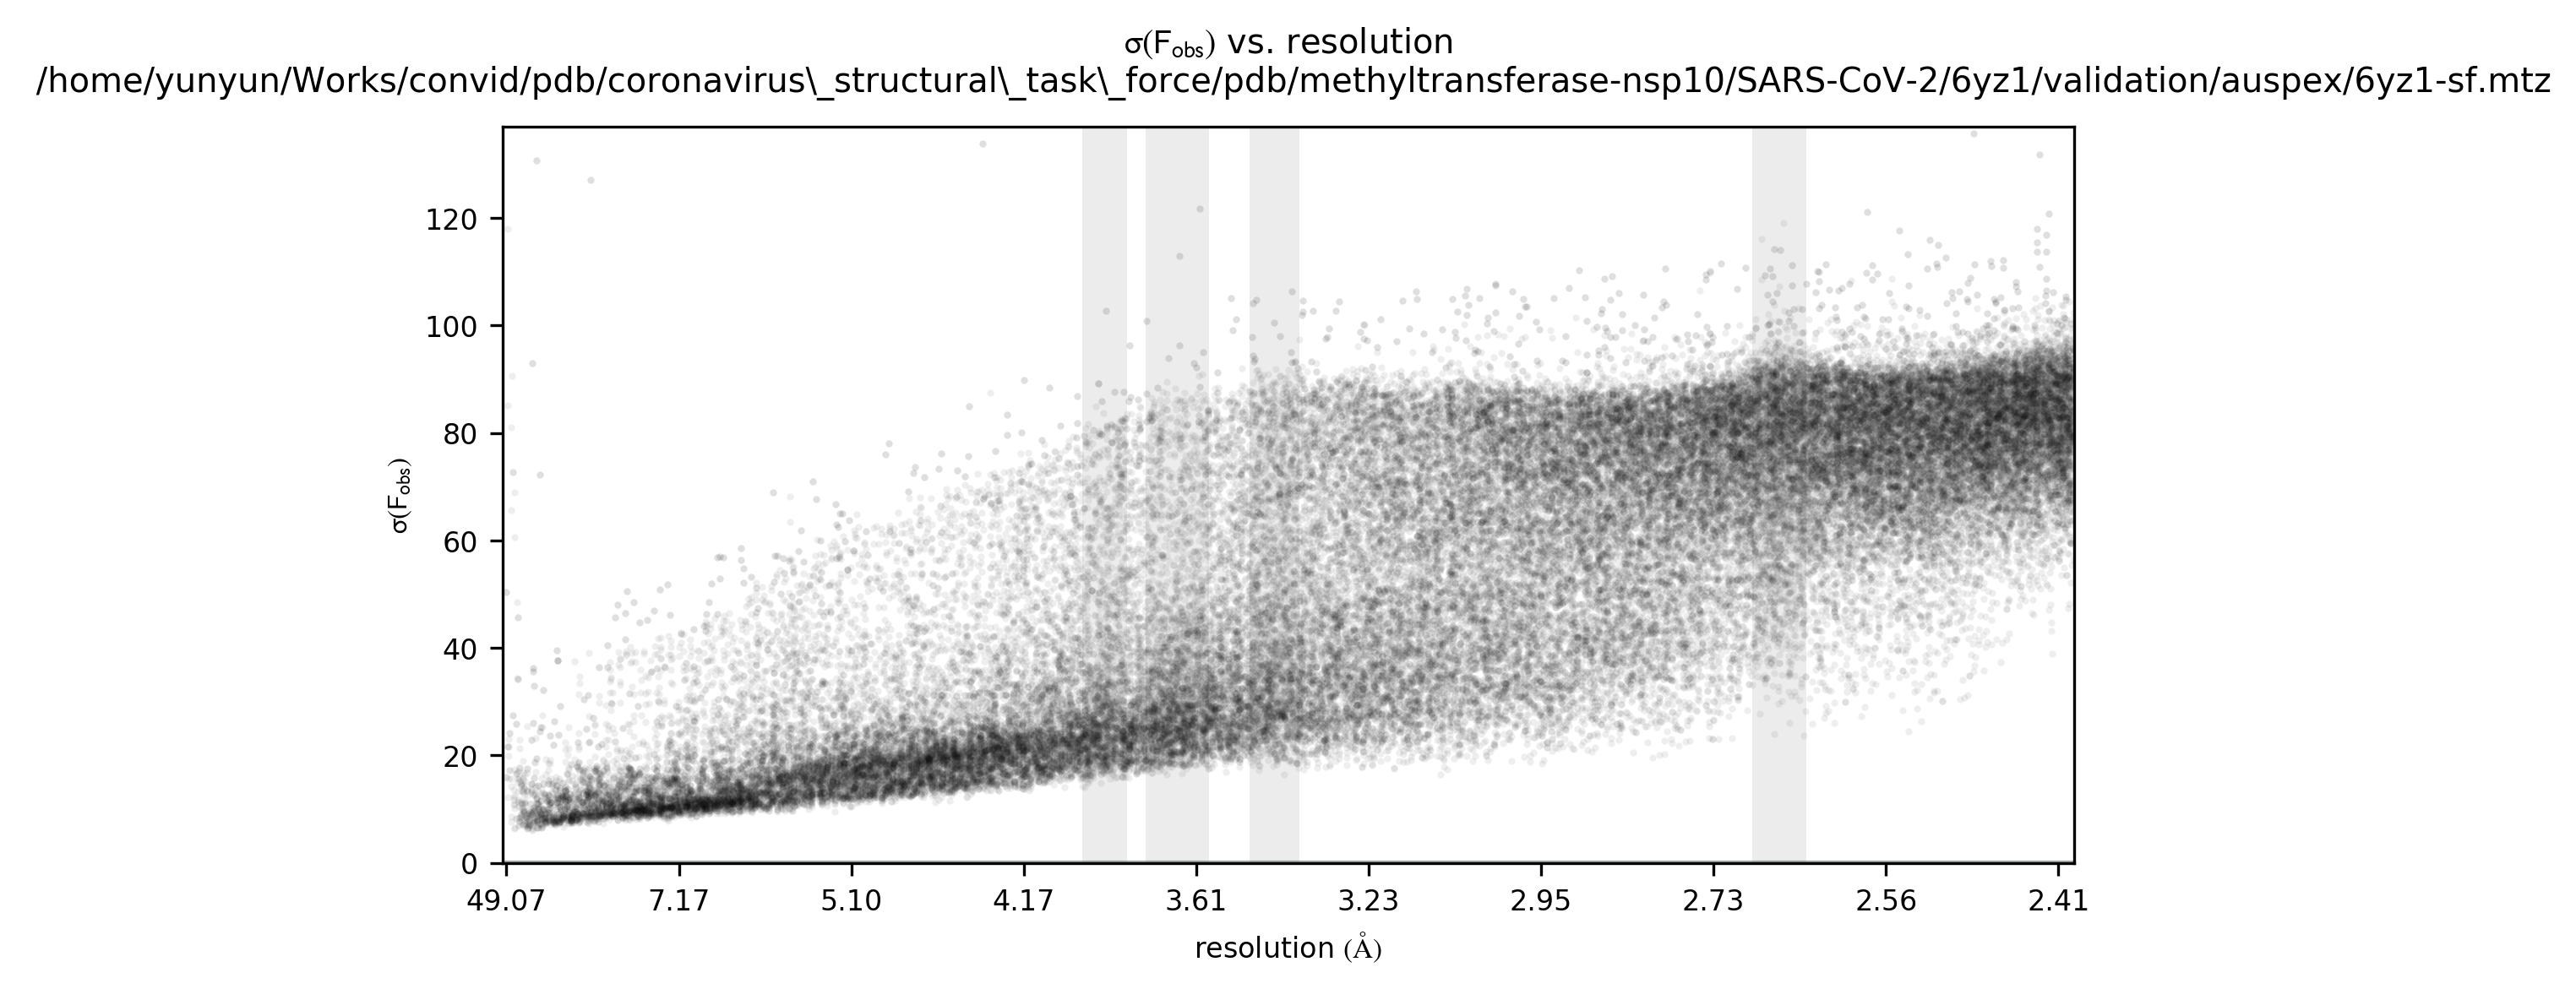 σ(Fobs) vs. resolution
/home/yunyun/Works/convid/pdb/coronavirus\_structural\_task\_force/pdb/methyltransferase-nsp10/SARS-CoV-2/6yz1/validation/auspex/6yz1-sf.mtz
120
100
80
60
40
20
0
σ(Fobs)
49.07 7.17 5.10 4.17 3.61 3.23 2.95 2.73 2.56 2.41
resolution (Å)